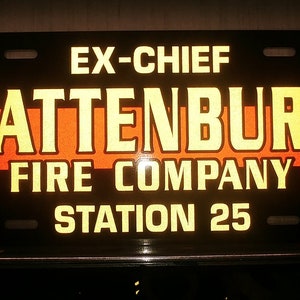 EX-CHIEF
ATTENBUR
FIRE COMPANY
STATION 25